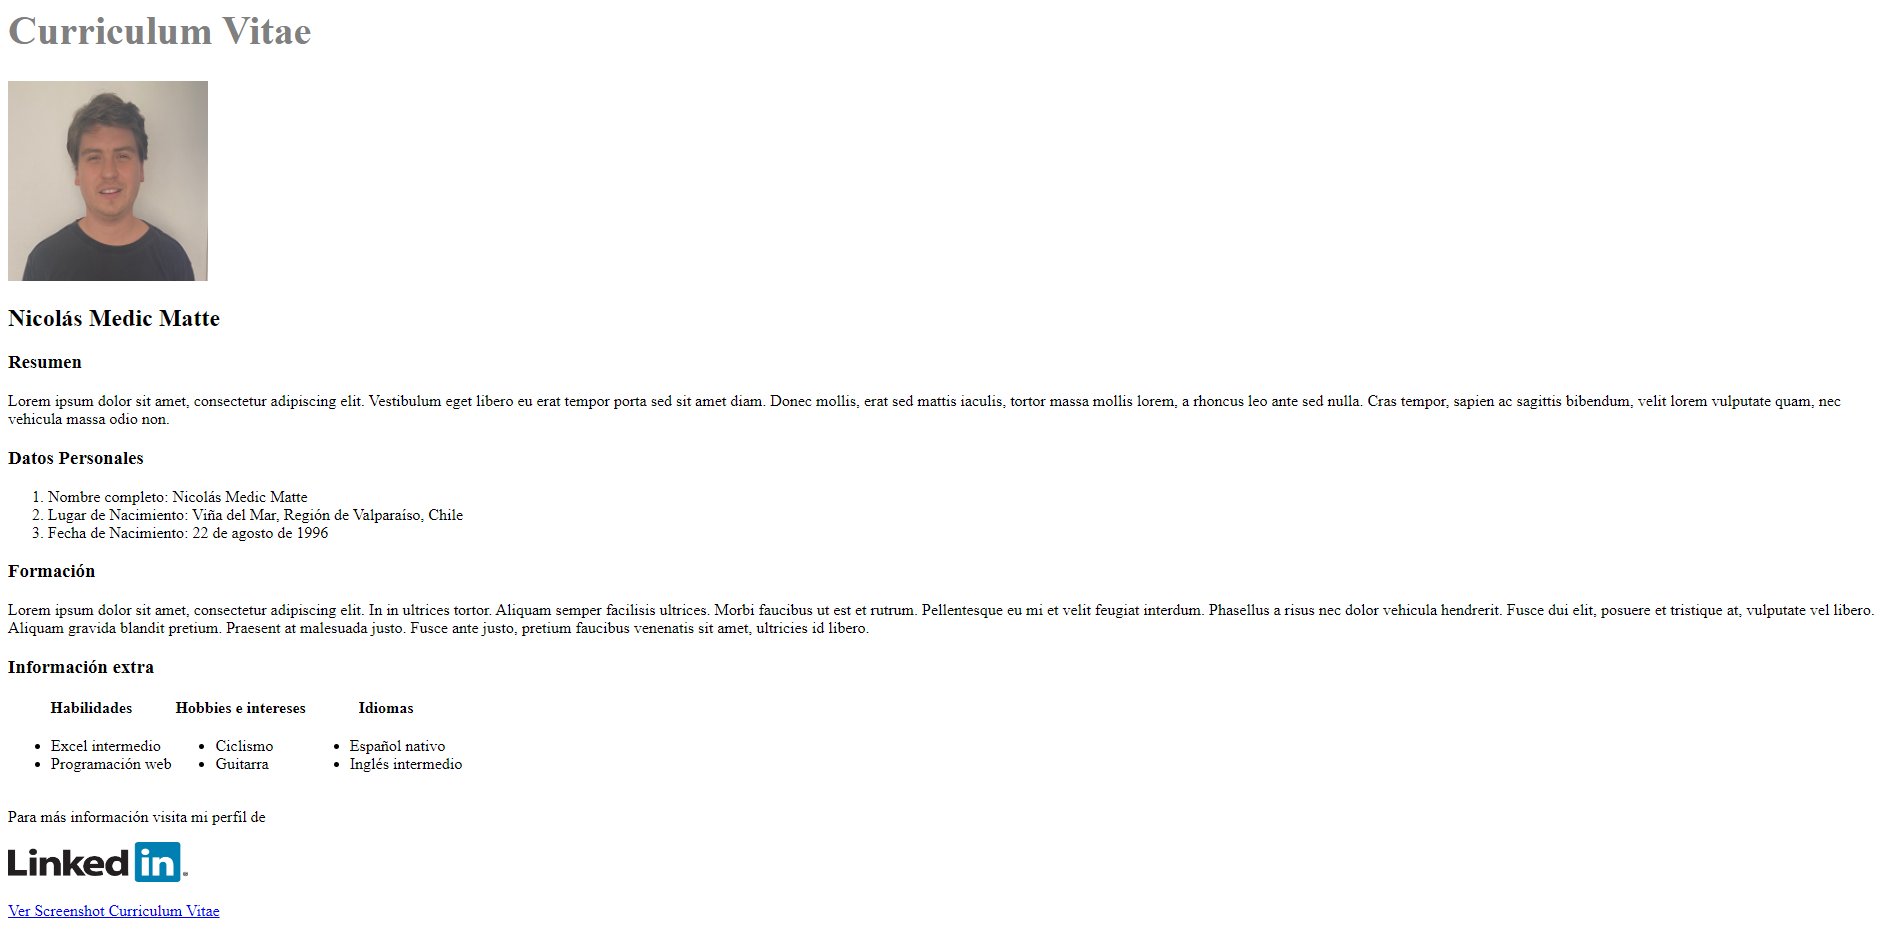 Curriculum Vitae
Nicolás Medic Matte
Resumen
Lorem ipsum dolor sit amet, consectetur adipiscing elit. Vestibulum eget libero eu erat tempor porta sed sit amet diam. Donec mollis, erat sed mattis iaculis, tortor massa mollis lorem, a rhoncus leo ante sed nulla. Cras tempor, sapien ac sagittis bibendum, velit lorem vulputate quam, nec
vehicula massa odio non.
Datos Personales
1. Nombre completo: Nicolás Medic Matte
2. Lugar de Nacimiento: Viña del Mar, Región de Valparaíso, Chile
3. Fecha de Nacimiento: 22 de agosto de 1996
Formación
Lorem ipsum dolor sit amet, consectetur adipiscing elit. In in ultrices tortor. Aliquam semper facilisis ultrices. Morbi faucibus ut est et rutrum. Pellentesque eu mi et velit feugiat interdum. Phasellus a risus nec dolor vehicula hendrerit. Fusce dui elit, posuere et tristique at, vulputate vel libero.
Aliquam gravida blandit pretium. Praesent at malesuada justo. Fusce ante justo, pretium faucibus venenatis sit amet, ultricies id libero.
Información extra
Habilidades Hobbies e intereses Idiomas
• Excel intermedio • Ciclismo • Español nativo
• Programación web • Guitarra • Inglés intermedio
Para más información visita mi perfil de
Linked in
Ver Screenshot Curriculum Vitae